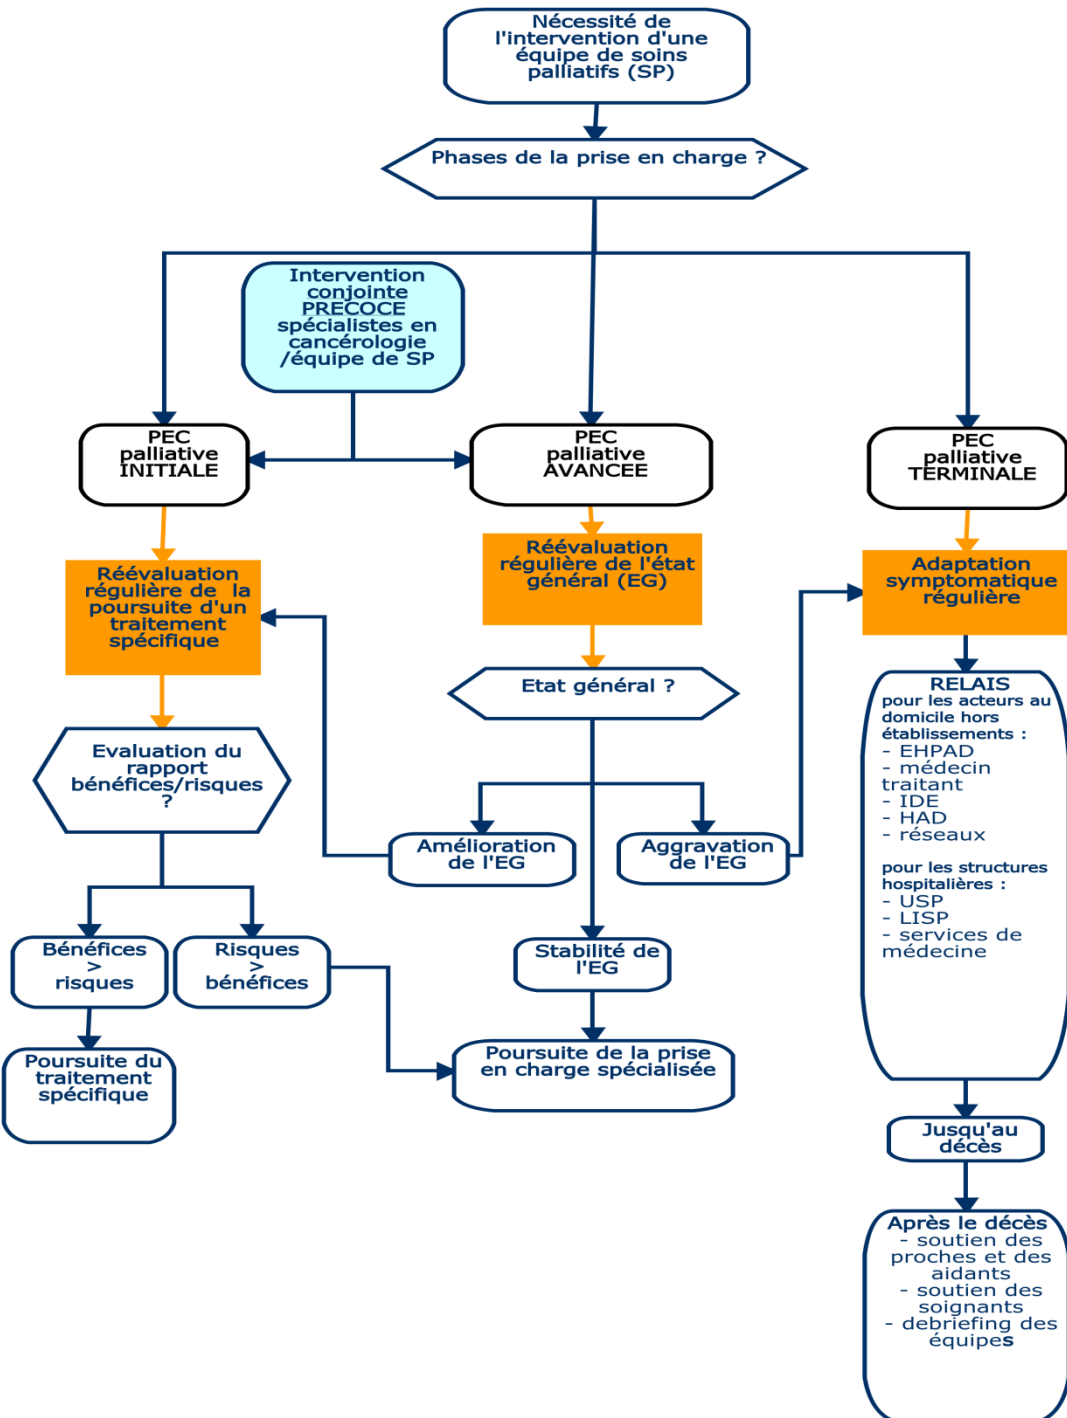 Nécessité de
l'intervention d'une
équipe de soins
palliatifs (SP)
Phases de la prise en charge ?
Intervention
conjointe
PRECOCE
spécialistes en
cancérologie
/équipe de SP
PEC
palliative
INITIALE
PEC
palliative
AVANCEE
PEC
palliative
TERMINALE
Réévaluation
régulière de la
poursuite d'un
traitement
spécifique
Réévaluation
régulière de l'état
général (EG)
Adaptation
symptomatique
régulière
Etat général ?
Evaluation du
rapport
bénéfices/risques
?
Amélioration
de l'EG
Aggravation
de l'EG
RELAIS
pour les acteurs au
domicile hors
établissements :
- EHPAD
- médecin
traitant
- IDE
- HAD
- réseaux
pour les structures
hospitalières :
- USP
- LISP
- services de
médecine
Bénéfices
>
risques
Risques
>
bénéfices
Stabilité de
l'EG
Poursuite du
traitement
spécifique
Poursuite de la prise
en charge spécialisée
Jusqu'au
décès
Après le décès
- soutien des
proches et des
aidants
- soutien des
soignants
- debriefing des
équipes